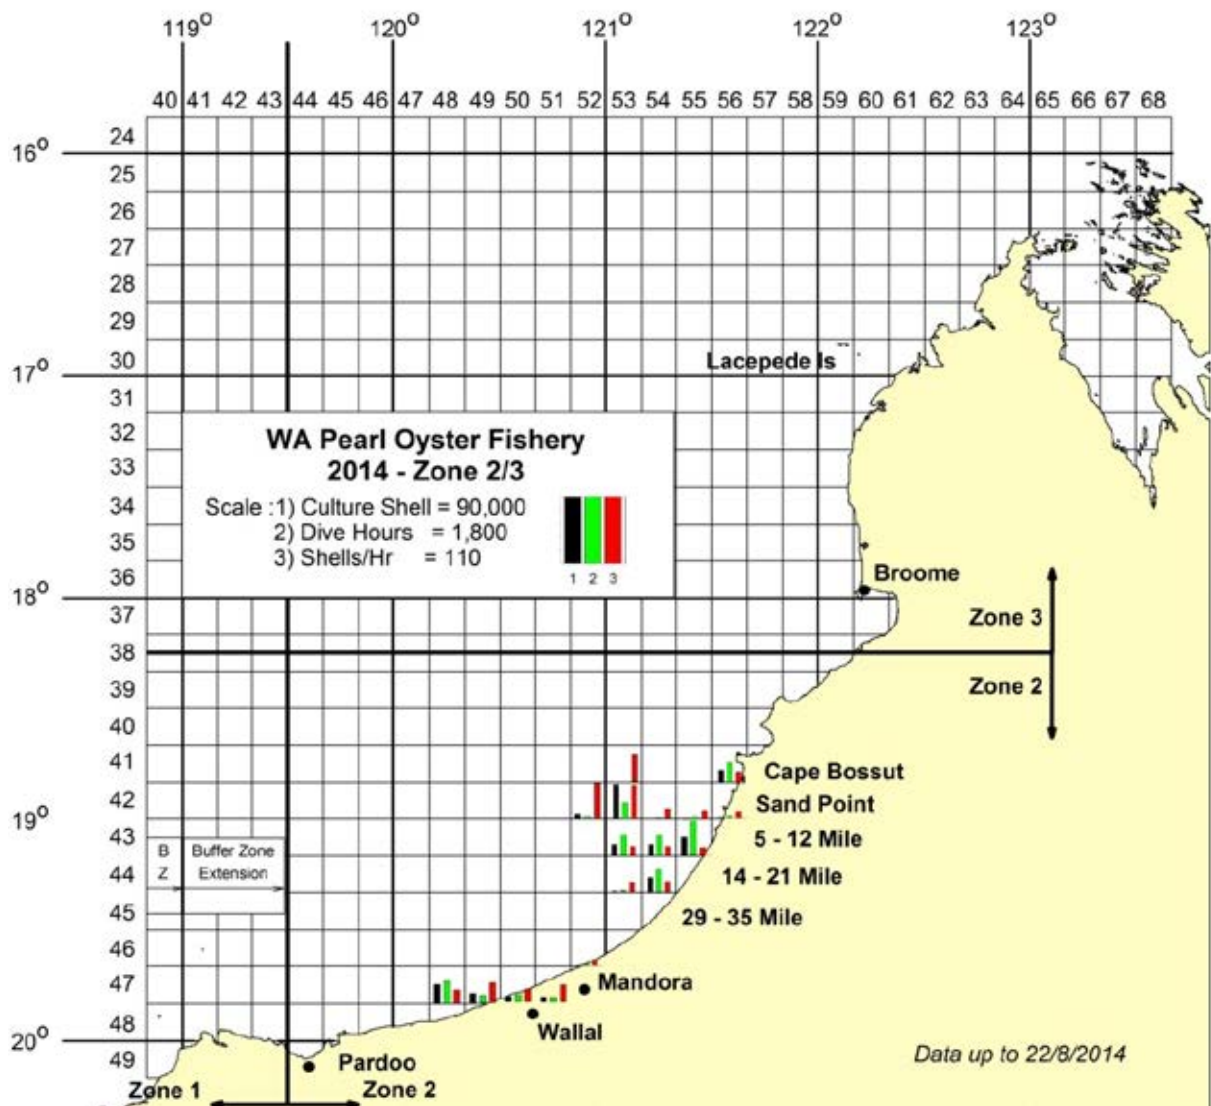 119° 120° 121° 122° 123°
40 41 42 43 44 45 46 47 48 49 50 51 52 53 54 55 56 57 58 59 60 61 62 63 64 65 66 67 68
24
16°
25
26
27
28
29
30
Lacepede Is
17°
31
32
33
34
35
36
WA Pearl Oyster Fishery
2014 - Zone 2/3
Scale :1) Culture Shell = 90,000
2) Dive Hours = 1,800
3) Shells/Hr = 110
1 2 3
Broome
18°
37
Zone 3
38
39
Zone 2
40
41
Cape Bossut
42
Sand Point
19°
43
5 - 12 Mile
B
Z
Buffer Zone
Extension
44
14 - 21 Mile
45
29 - 35 Mile
46
47
Mandora
48
Wallal
20°
49
Pardoo
Data up to 22/8/2014
Zone 1
Zone 2